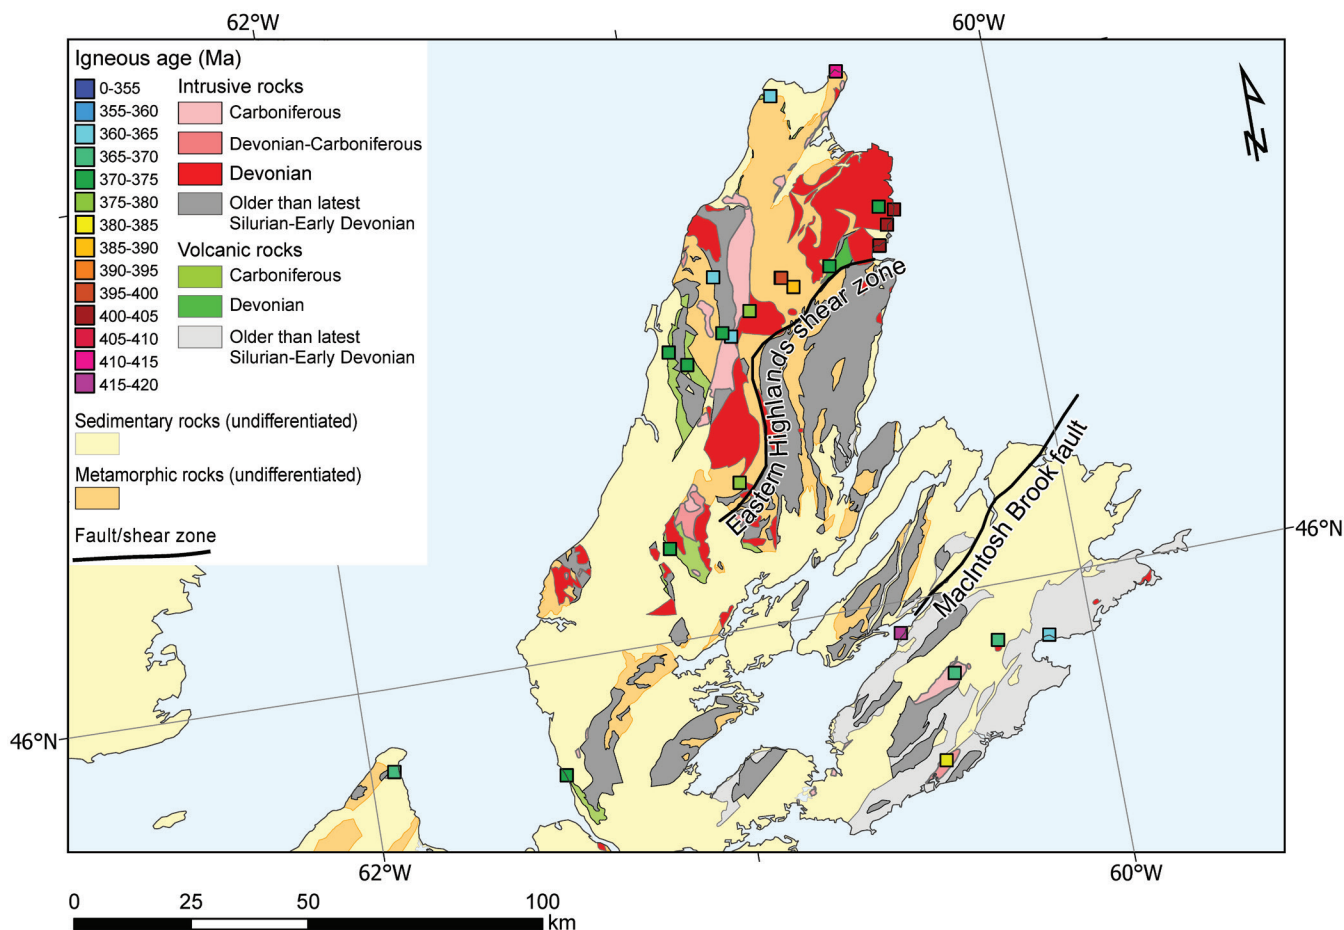 62°W
60°W
Igneous age (Ma)
0-355
355-360
360-365
365-370
370-375
375-380
380-385
385-390
390-395
395-400
400-405
405-410
410-415
415-420
Intrusive rocks
Carboniferous
Devonian-Carboniferous
Devonian
Older than latest
Silurian-Early Devonian
Volcanic rocks
Carboniferous
Devonian
Older than latest
Silurian-Early Devonian
Sedimentary rocks (undifferentiated)
Metamorphic rocks (undifferentiated)
Fault/shear zone
N
Eastern Highlands shear zone
MacIntosh Brook fault
46°N
46°N
62°W
60°W
0 25 50 100
km